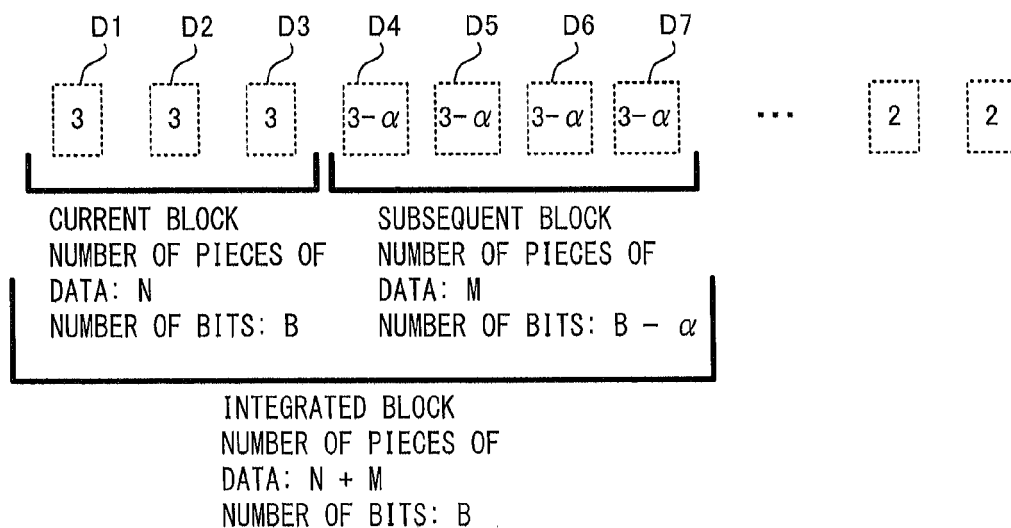 D1 D2 D3 D4 D5 D6 D7
3 3 3 3-α 3-α 3-α 3-α ... 2 2
CURRENT BLOCK
NUMBER OF PIECES OF
DATA: N
NUMBER OF BITS: B
SUBSEQUENT BLOCK
NUMBER OF PIECES OF
DATA: M
NUMBER OF BITS: B - α
INTEGRATED BLOCK
NUMBER OF PIECES OF
DATA: N + M
NUMBER OF BITS: B